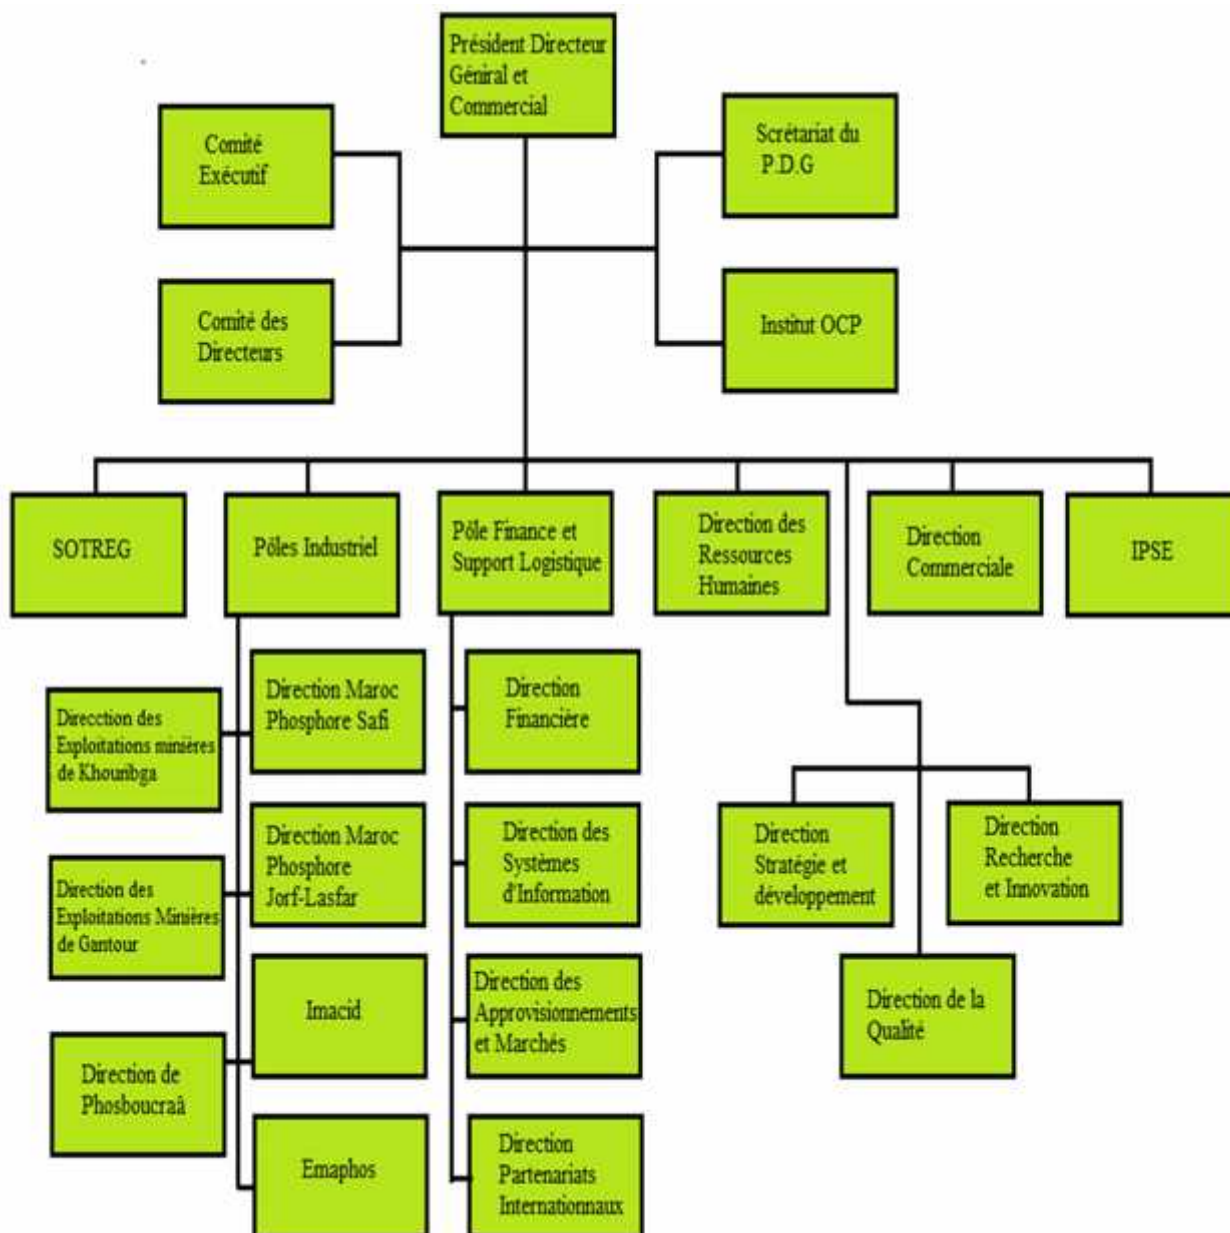 Président Directeur
Géniral et
Commercial
Comité
Exécutif
Scrétariat du
P.D.G
Comité des
Directeurs
Institut OCP
SOTREG
Pôles Industriel
Pôle Finance et
Support Logistique
Direction des
Ressources
Humaines
Direction
Commerciale
IPSE
Direcction des
Exploitations minières
de Khouribga
Direction Maroc
Phosphore Safi
Direction
Financière
Direction des
Exploitations Minières
de Gantour
Direction Maroc
Phosphore
Jorf-Lasfar
Direction des
Systèmes
d'Information
Direction
Stratégie et
développement
Direction
Recherche
et Innovation
Direction de
Phosboucraâ
Imacid
Direction des
Approvisionnements
et Marchés
Direction de la
Qualité
Emaphos
Direction
Partenariats
Internationnaux